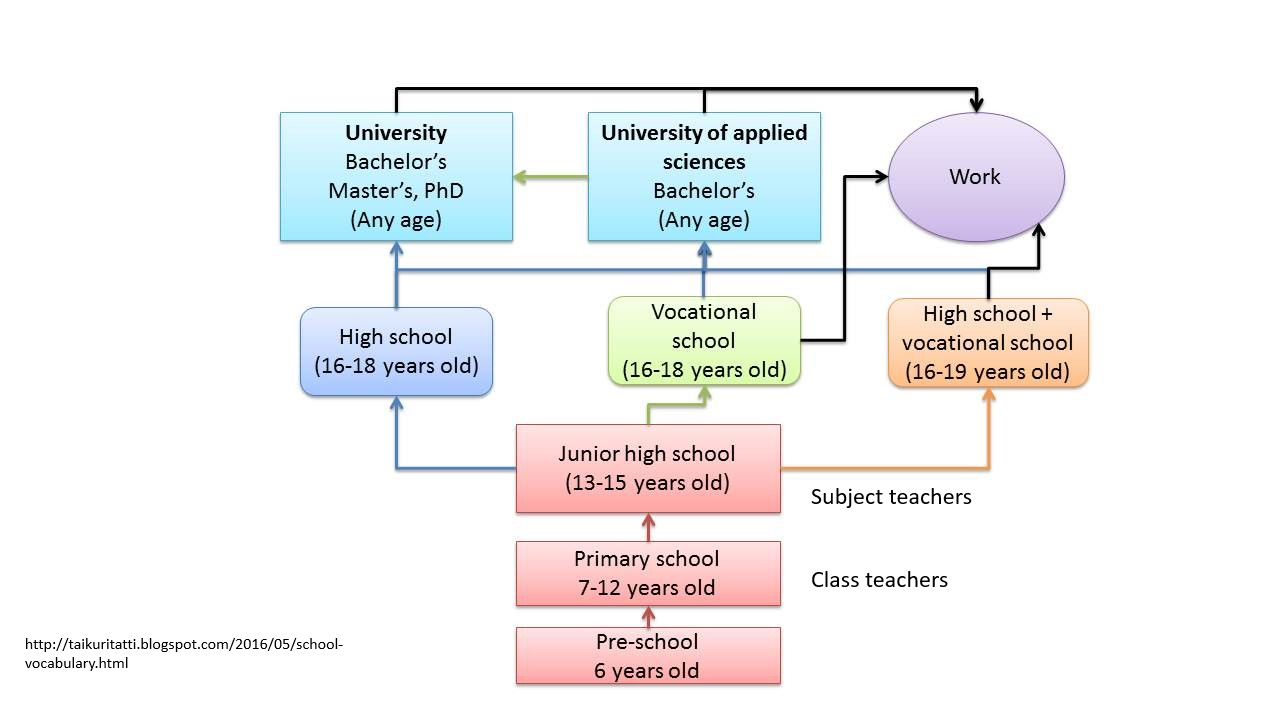 University
Bachelor’s
Master’s, PhD
(Any age)
University of applied
sciences
Bachelor’s
(Any age)
Work
High school
(16-18 years old)
Vocational
school
(16-18 years old)
High school +
vocational school
(16-19 years old)
Junior high school
(13-15 years old)
Subject teachers
Primary school
7-12 years old
Class teachers
Pre-school
6 years old
http://taikuritatti.blogspot.com/2016/05/school-
vocabulary.html